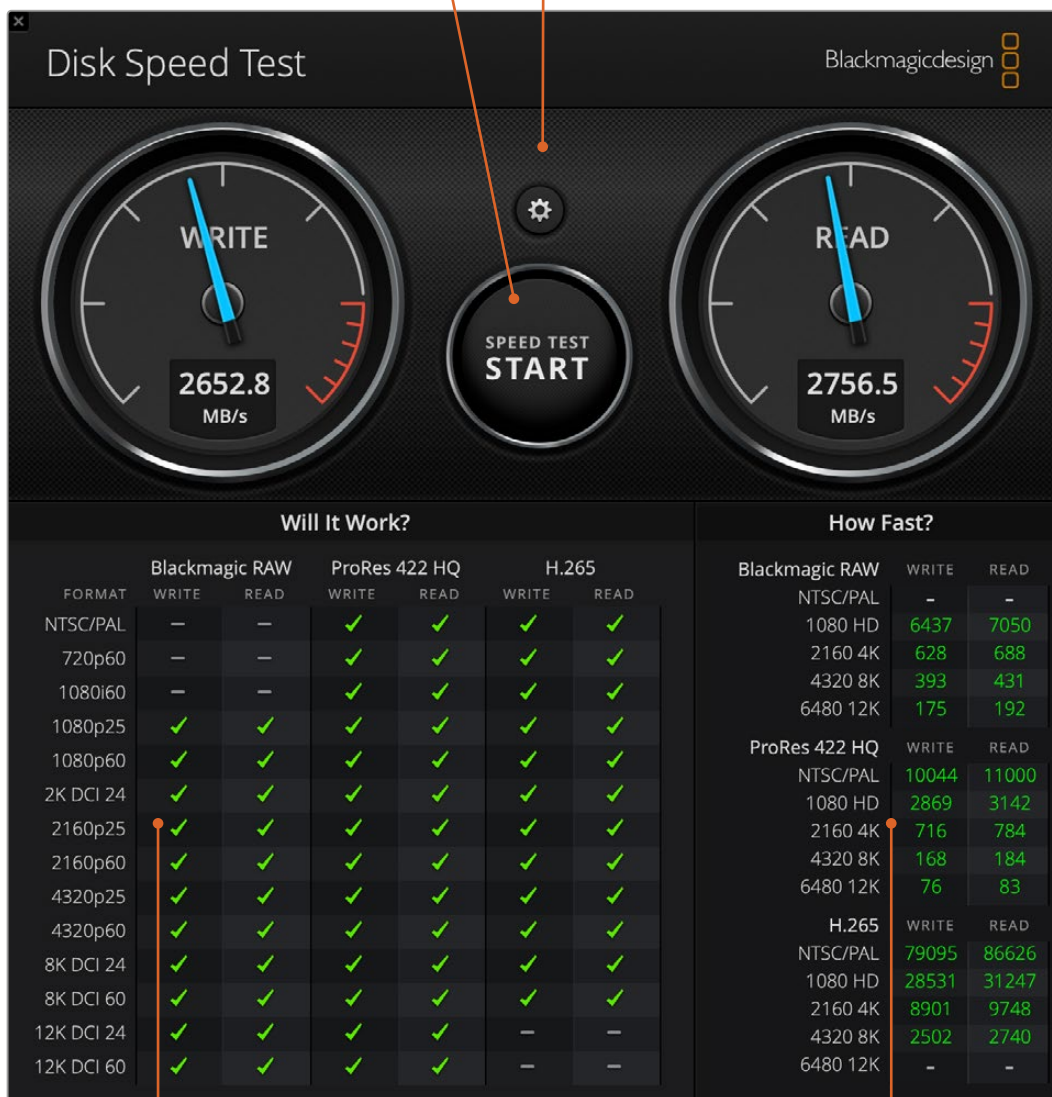 Disk Speed Test
Blackmagicdesign
WRITE
2652.8
MB/s
SPEED TEST
START
READ
2756.5
MB/s
Will It Work?
Blackmagic RAW ProRes 422 HQ H.265
FORMAT WRITE READ WRITE READ WRITE READ
NTSC/PAL – – ✓ ✓ ✓ ✓
720p60 – – ✓ ✓ ✓ ✓
1080i60 – – ✓ ✓ ✓ ✓
1080p25 ✓ ✓ ✓ ✓ ✓ ✓
1080p60 ✓ ✓ ✓ ✓ ✓ ✓
2K DCI 24 ✓ ✓ ✓ ✓ ✓ ✓
2160p25 ✓ ✓ ✓ ✓ ✓ ✓
2160p60 ✓ ✓ ✓ ✓ ✓ ✓
4320p25 ✓ ✓ ✓ ✓ ✓ ✓
4320p60 ✓ ✓ ✓ ✓ ✓ ✓
8K DCI 24 ✓ ✓ ✓ ✓ ✓ ✓
8K DCI 60 ✓ ✓ ✓ ✓ ✓ ✓
12K DCI 24 ✓ ✓ ✓ ✓ – –
12K DCI 60 ✓ ✓ ✓ ✓ – –
How Fast?
Blackmagic RAW WRITE READ
NTSC/PAL - -
1080 HD 6437 7050
2160 4K 628 688
4320 8K 393 431
6480 12K 175 192
ProRes 422 HQ WRITE READ
NTSC/PAL 10044 11000
1080 HD 2869 3142
2160 4K 716 784
4320 8K 168 184
6480 12K 76 83
H.265 WRITE READ
NTSC/PAL 79095 86626
1080 HD 28531 31247
2160 4K 8901 9748
4320 8K 2502 2740
6480 12K - -